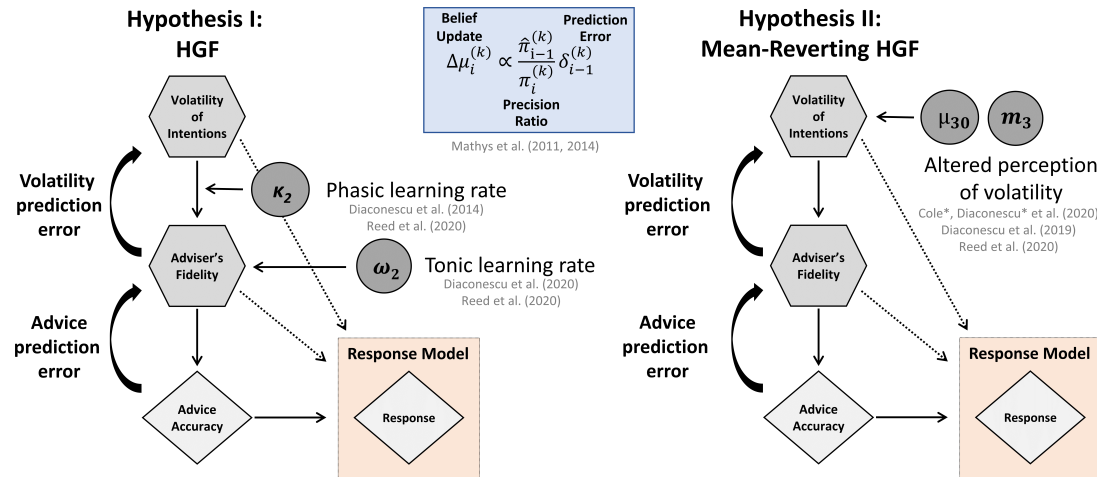 Hypothesis I:
HGF
Volatility
of
Intentions
Volatility
prediction
error
κ₂
Phasic learning rate
Diaconescu et al. (2014)
Reed et al. (2020)
Adviser's
Fidelity
ω₂
Tonic learning rate
Diaconescu et al. (2020)
Reed et al. (2020)
Advice
prediction
error
Advice
Accuracy
Response Model
Response
Belief
Update
Prediction
Error
Δμᵢ⁽ᵏ⁾ ∝ π̂ᵢ₋₁⁽ᵏ⁾ / πᵢ⁽ᵏ⁾ δᵢ₋₁⁽ᵏ⁾
Precision
Ratio
Mathys et al. (2011, 2014)
Hypothesis II:
Mean-Reverting HGF
Volatility
of
Intentions
μ₃₀
m₃
Altered perception
of volatility
Cole*, Diaconescu* et al. (2020)
Diaconescu et al. (2019)
Reed et al. (2020)
Volatility
prediction
error
Adviser's
Fidelity
Advice
prediction
error
Advice
Accuracy
Response Model
Response